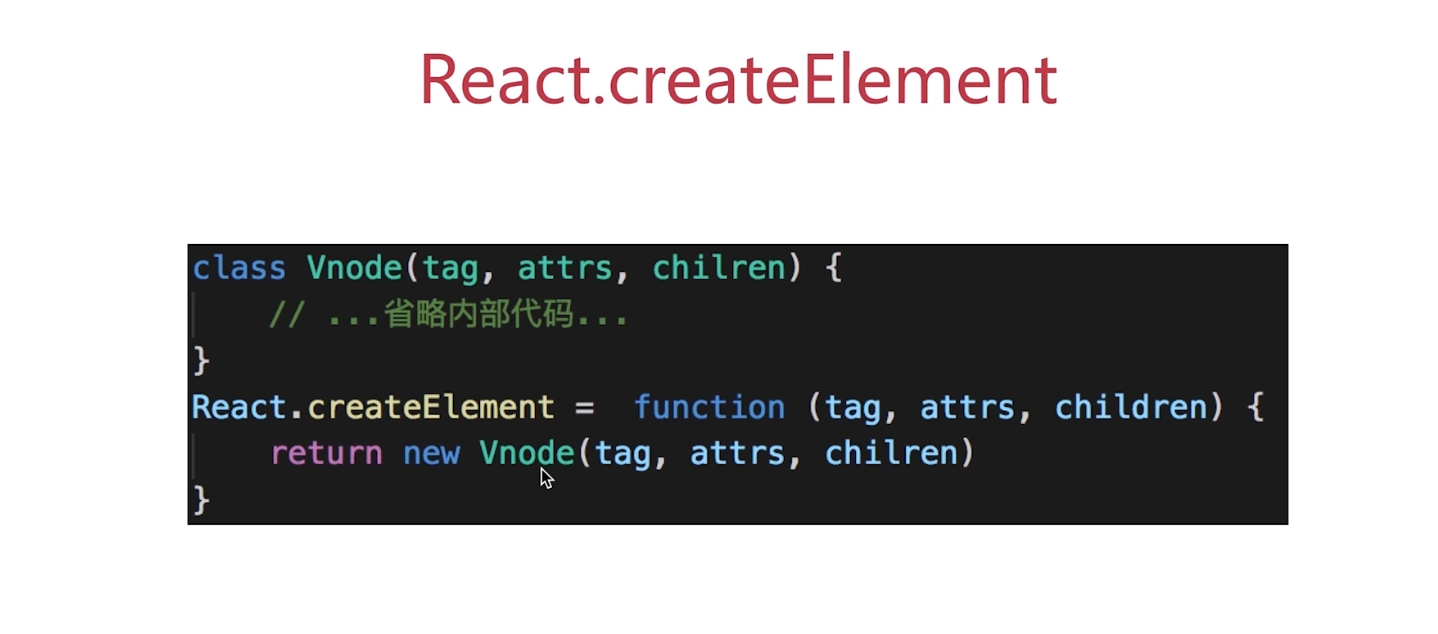 React.createElement
class Vnode(tag, attrs, chilren) {
    // ...省略内部代码...
}
React.createElement =  function (tag, attrs, children) {
    return new Vnode(tag, attrs, chilren)
}